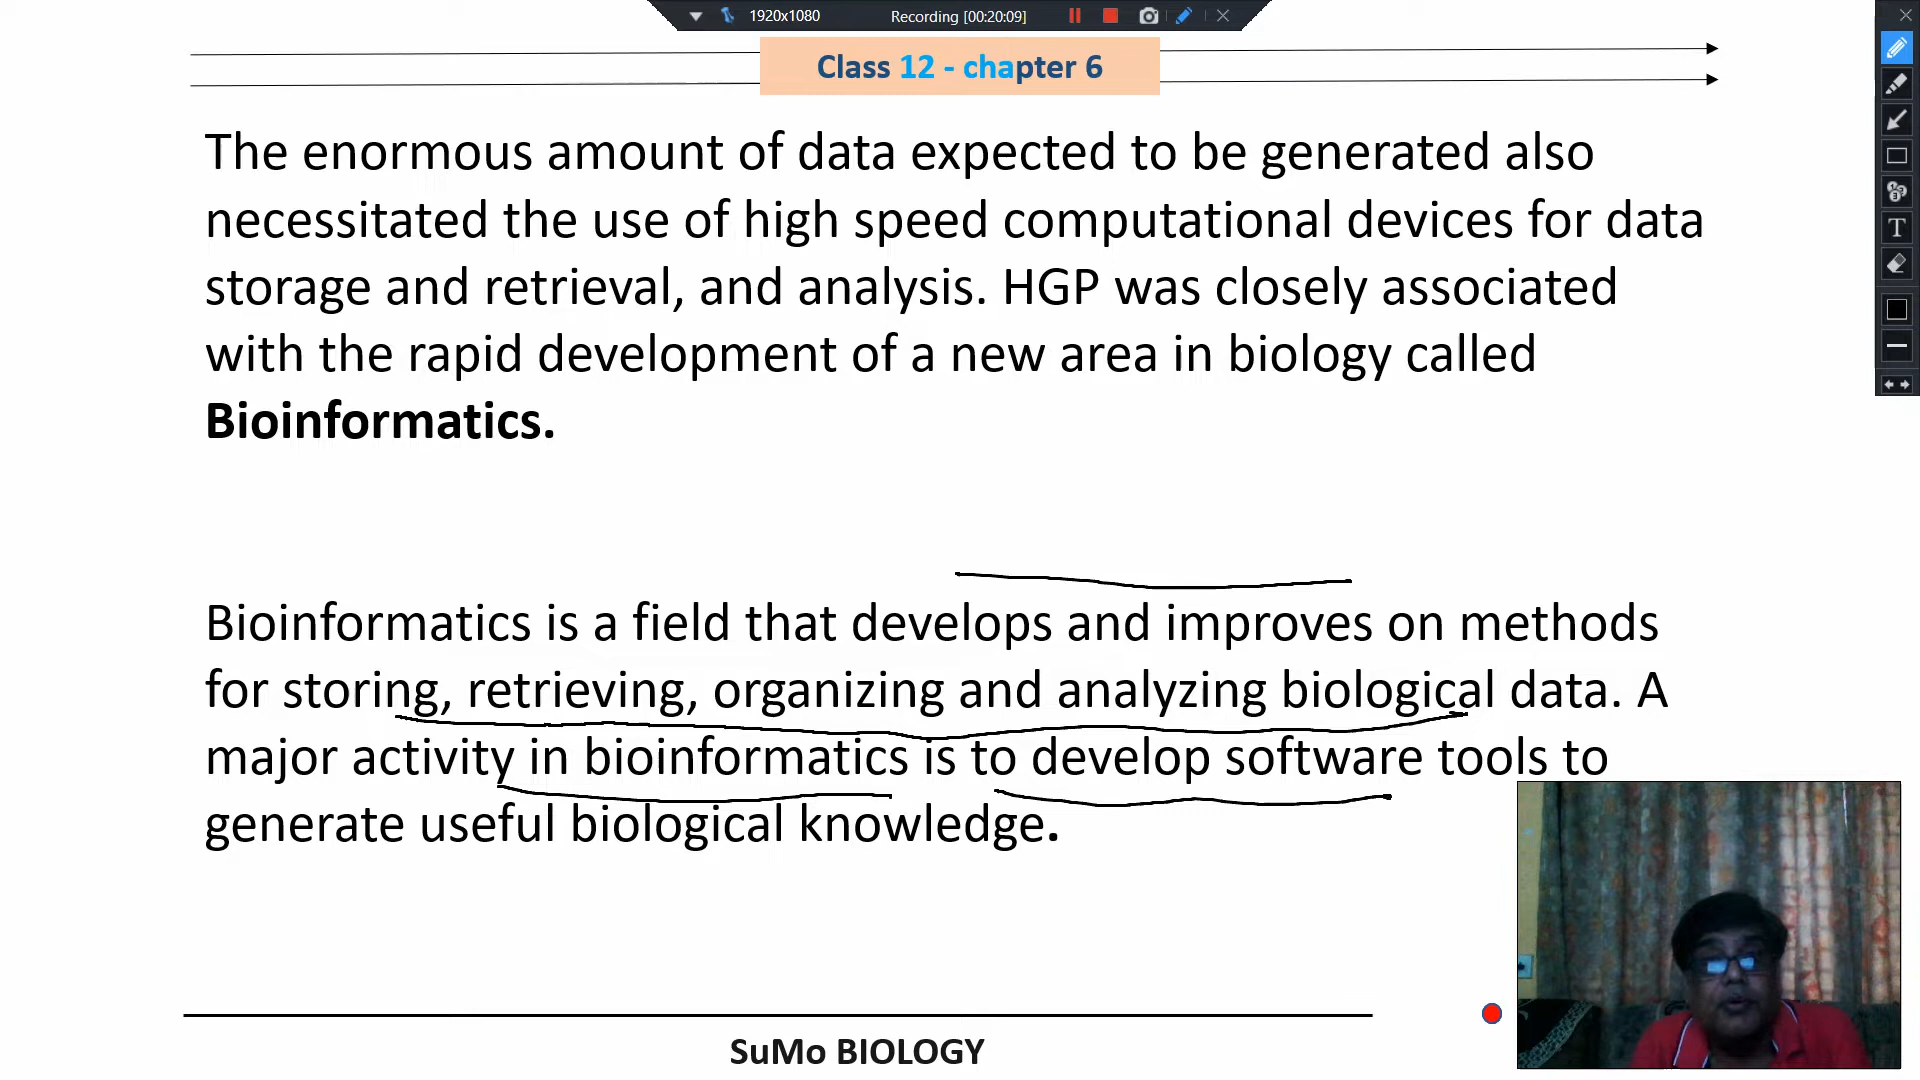 1920x1080 Recording [00:20:09]
Class 12 - chapter 6
The enormous amount of data expected to be generated also
necessitated the use of high speed computational devices for data
storage and retrieval, and analysis. HGP was closely associated
with the rapid development of a new area in biology called
Bioinformatics.
Bioinformatics is a field that develops and improves on methods
for storing, retrieving, organizing and analyzing biological data. A
major activity in bioinformatics is to develop software tools to
generate useful biological knowledge.
SuMo BIOLOGY